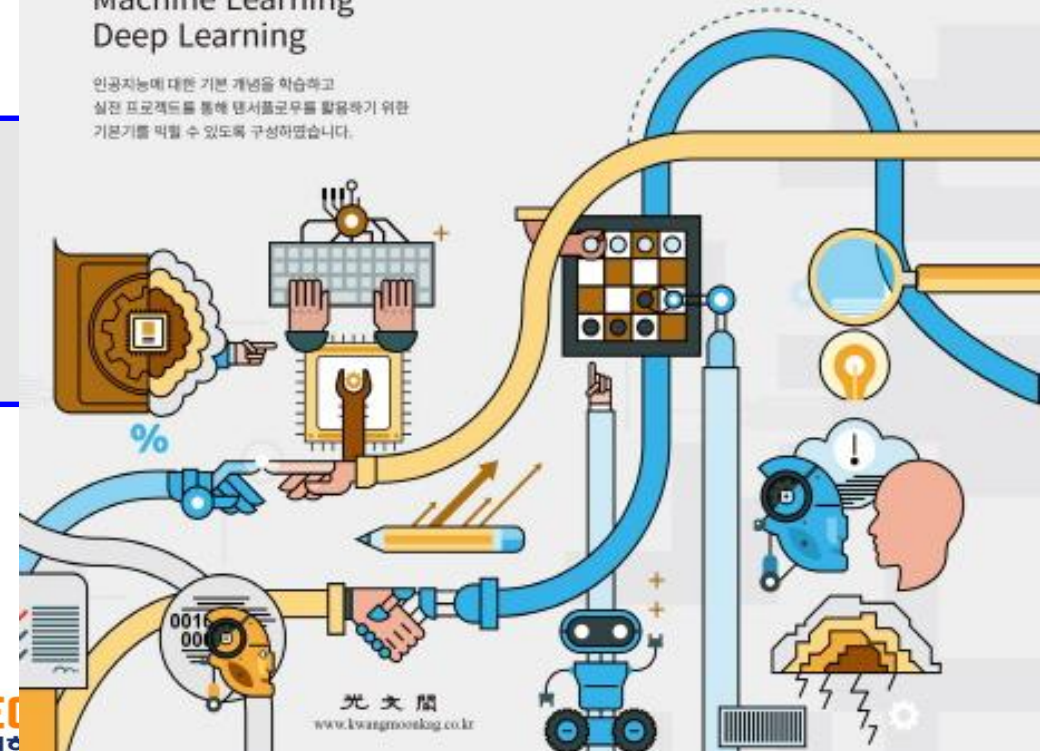 Machine Learning
Deep Learning
인공지능에 대한 기본 개념을 학습하고
실전 프로젝트를 통해 텐서플로우를 활용하기 위한
기본기를 익힐 수 있도록 구성하였습니다.
%
001
00
光文閣
www.kwangmoonkag.co.kr